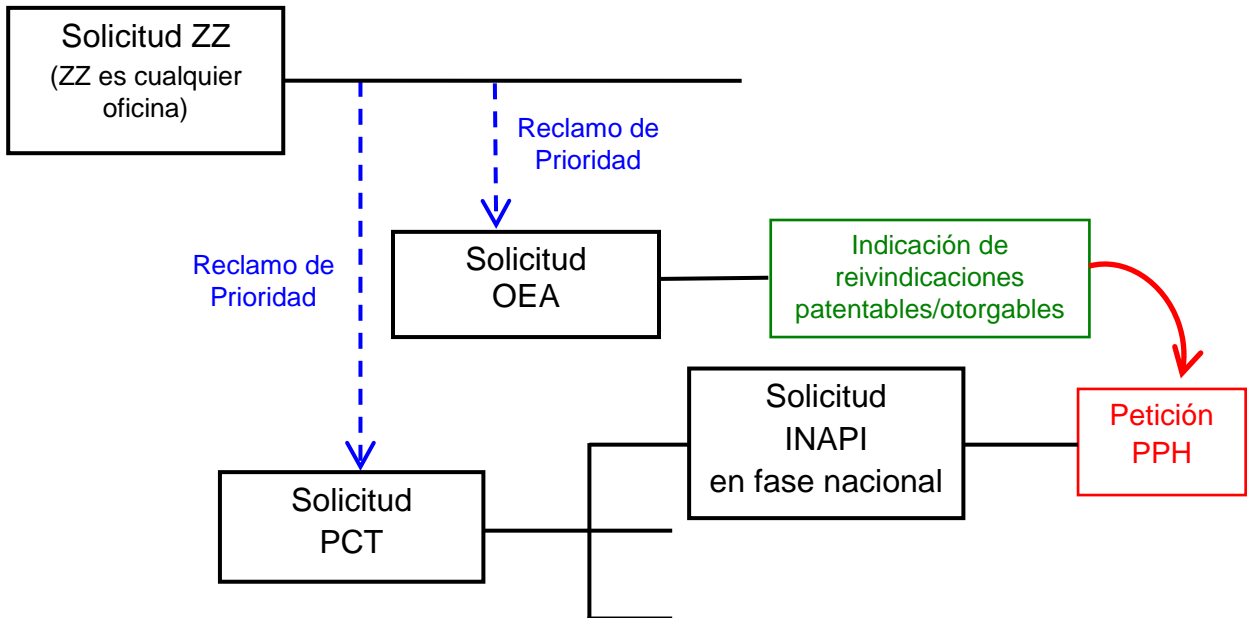 Solicitud ZZ
(ZZ es cualquier
oficina)
Reclamo de
Prioridad
Reclamo de
Prioridad
Solicitud
OEA
Indicación de
reivindicaciones
patentables/otorgables
Solicitud
INAPI
en fase nacional
Petición
PPH
Solicitud
PCT